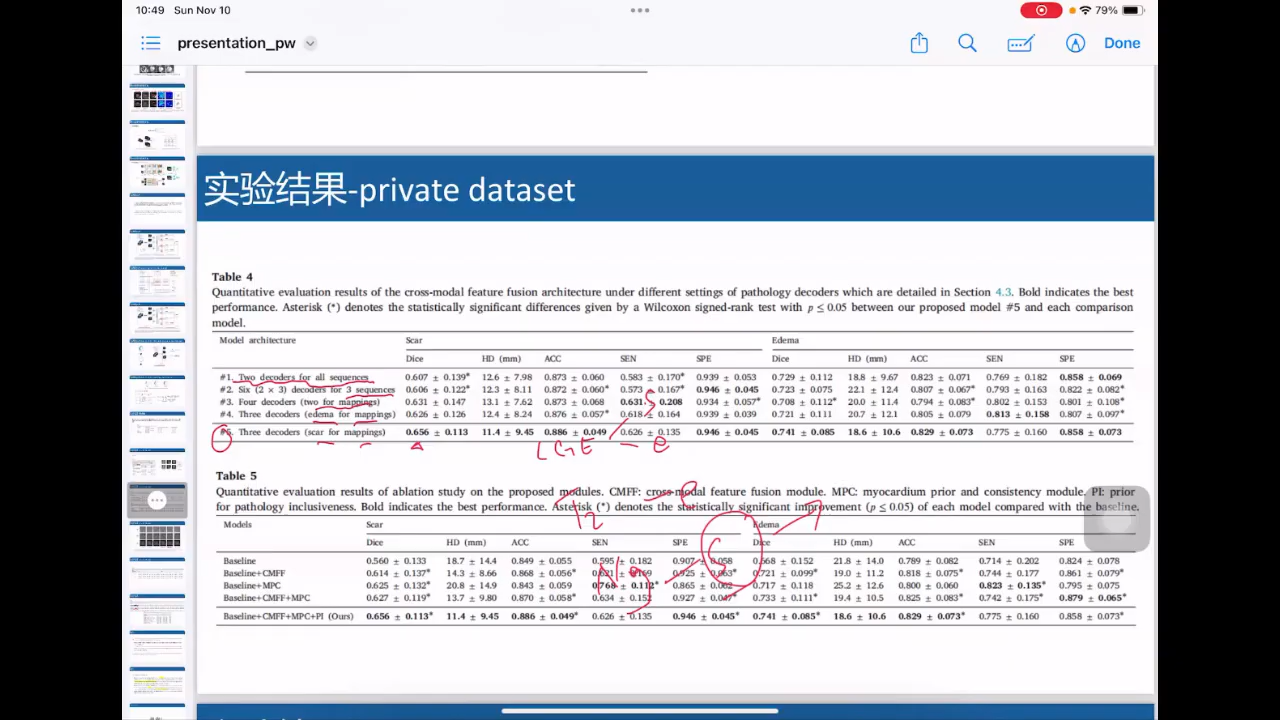 10:49 Sun Nov 10
79%
presentation_pw
Done
实验结果-private dataset
Table 4
Quantitative evaluation results of the cross-modal feature fusion architecture under different settings of pathology decoders which are detailed in Section 4.3. Bold indicates the best
performance. Asterisk (*) denotes the statistically significant differences given by a Wilcoxon signed-rank test with p ≤ 0.05 between our proposed model #5 and each comparison
model.
Model architecture Scar Edema
Dice HD (mm) ACC SEN SPE Dice HD (mm) ACC SEN SPE
#1. Two decoders for all sequences 0.607 ± 0.139* 12.6 ± 7.98 0.872 ± 0.060 0.583 ± 0.170* 0.939 ± 0.053 0.729 ± 0.112 18.8 ± 9.67 0.823 ± 0.071 0.769 ± 0.182 0.858 ± 0.069
#2. Six (2 × 3) decoders for 3 sequences 0.606 ± 0.122* 12.3 ± 8.11 0.872 ± 0.060* 0.573 ± 0.167* 0.946 ± 0.045 0.723 ± 0.075 22.1 ± 12.4 0.807 ± 0.067* 0.793 ± 0.163 0.822 ± 0.082*
#3. Four decoders (two for mappings) 0.631 ± 0.147 13.1 ± 7.62 0.873 ± 0.068 0.631 0.208 0.934 ± 0.057* 0.708 ± 0.112* 20.0 ± 11.4 0.794 ± 0.083* 0.802 ± 0.153 0.801 ± 0.108*
#4. Three decoders (edema for mappings) 0.626 ± 0.126 12.4 ± 8.24 0.876 ± 0.057* 0.618 ± 0.164 0.939 ± 0.039 0.721 ± 0.111* 20.7 ± 12.1 0.805 ± 0.079 0.813 ± 0.158 0.807 ± 0.097*
#5. Three decoders (scar for mappings) 0.656 ± 0.113 11.4 ± 9.45 0.886 ± 0.049 0.626 ± 0.135 0.946 ± 0.045 0.741 ± 0.085 18.6 ± 10.6 0.829 ± 0.073 0.775 ± 0.160 0.858 ± 0.073
LGE – e
S
Table 5
Quantitative evaluation results of ablation study on the proposed modules. CMFF: cross-modal feature fusion module. MPC: myocardium prior and consistency module. PI: prior
for pathology inclusiveness. Bold indicates the best performance. Asterisk (*) denotes the statistically significant improvement (p ≤ 0.05) of each model compared with the baseline.
Models Scar Edema
Dice HD (mm) ACC SEN SPE Dice HD (mm) ACC SEN SPE
Baseline 0.560 ± 0.133 18.7 ± 14.4 0.849 ± 0.055 ± 0.182 0.907 ± 0.058 ± 0.152 21.8 ± 14.0 0.789 ± 0.082 0.714 ± 0.202 0.824 ± 0.078
Baseline+CMFF 0.614 ± 0.130* 14.3 ± 8.66 0.868 ± 0.056* 0.721 ± 0.099* 19.0 ± 11.2 0.818 ± 0.075* 0.744 ± 0.177 0.861 ± 0.079*
Baseline+MPC 0.625 ± 0.132* 20.8 ± 14.9 0.843 ± 0.059 0.768 ± 0.112* 0.717 ± 0.118 25.2 ± 12.6 0.800 ± 0.060 0.823 ± 0.135* 0.795 ± 0.075
Baseline+CMFF+MPC 0.627 ± 0.119* 13.7 ± 9.80 0.870 ± 0.058* 0.634 ± 0.152 0.927 ± 0.047* 0.733 ± 0.111* 19.4 ± 10.5 0.825 ± 0.083* 0.742 ± 0.175* 0.879 ± 0.065*
Baseline+CMFF+MPC+PI (Ours) 0.656 ± 0.113* 11.4 ± 9.45 0.886 ± 0.049 0.626 ± 0.135 0.946 ± 0.045* 0.741 ± 0.085* 18.6 ± 10.6 0.829 ± 0.073* 0.775 ± 0.160 0.858 ± 0.073*